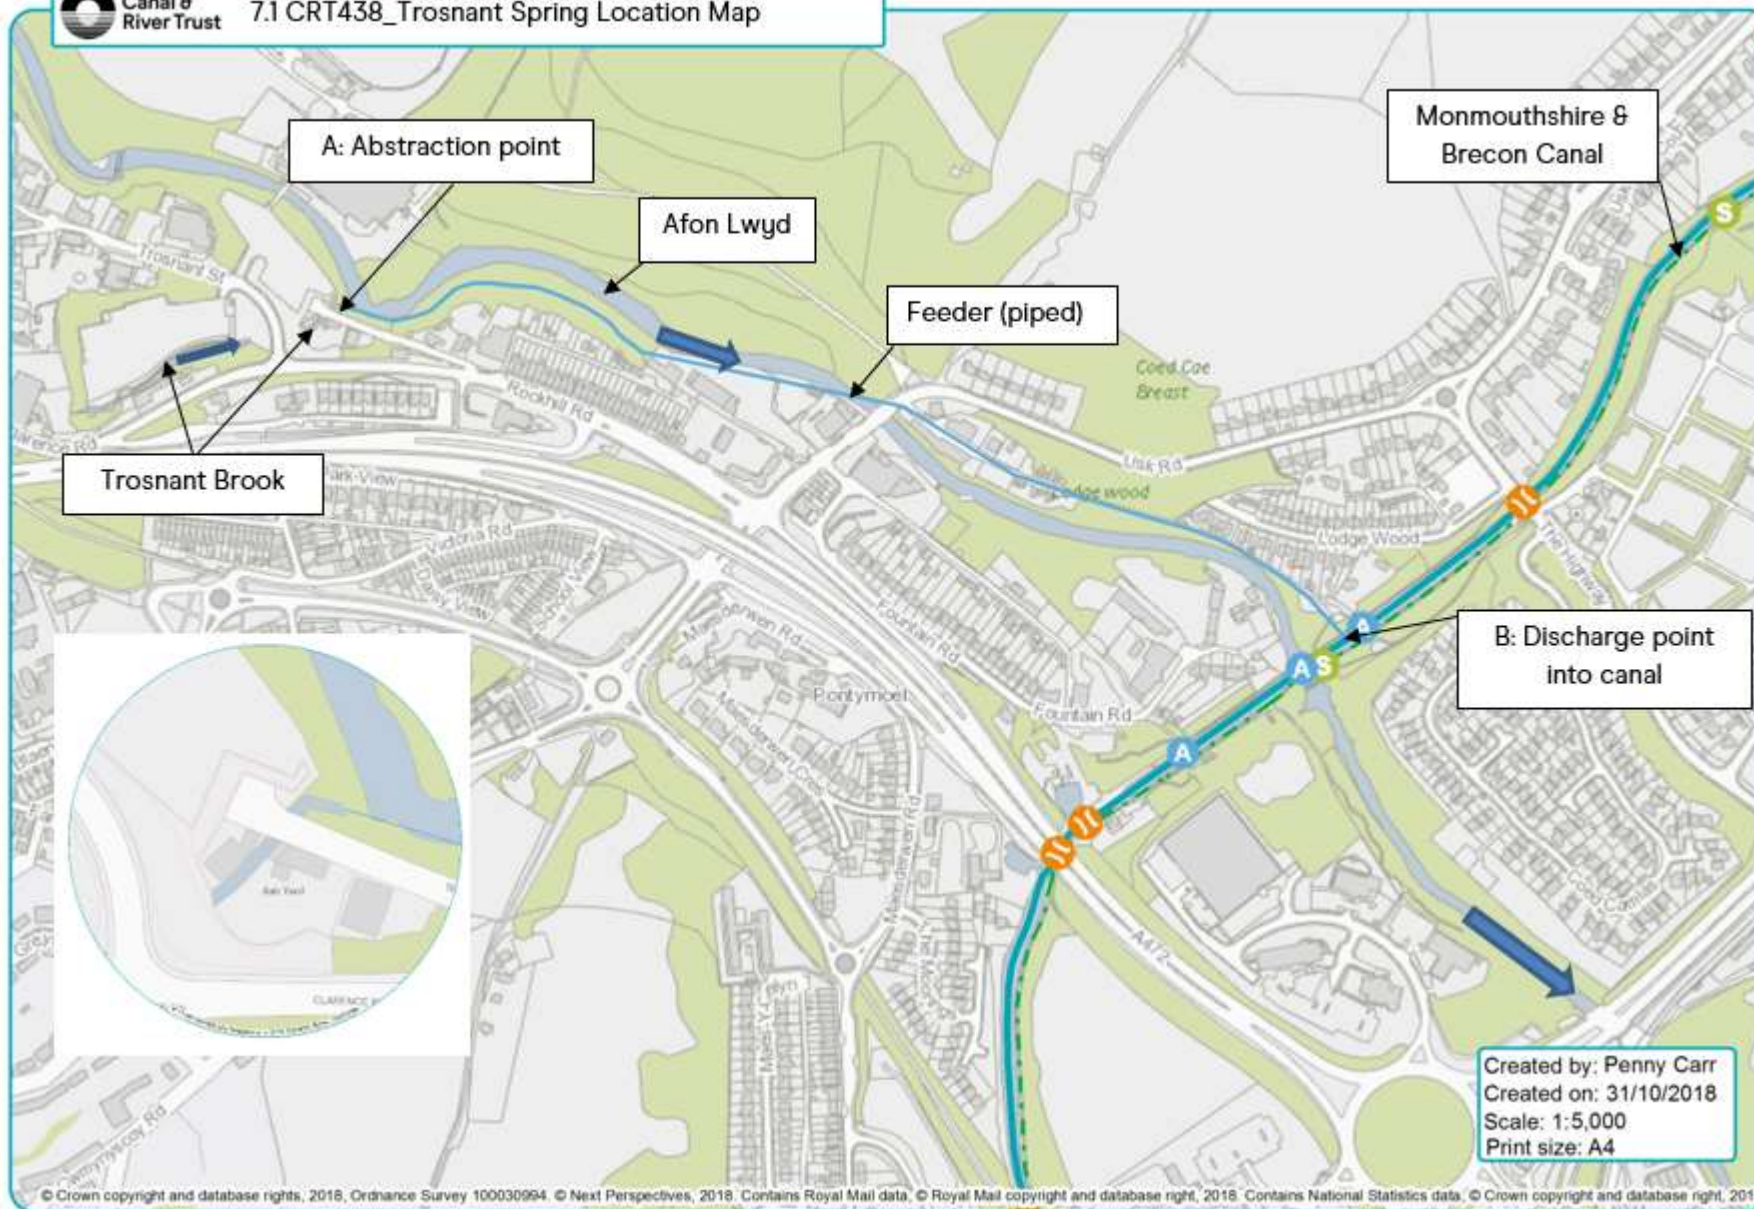 Canal &
River Trust
7.1 CRT438_Trosnant Spring Location Map
A: Abstraction point
Monmouthshire &
Brecon Canal
Afon Lwyd
Trosnant St
Feeder (piped)
Coed Cae
Breast
Rockhill Rd
Trosnant Brook
Usk Rd
Lodge wood
Lodge Wood
The Highway
Victoria Rd
Daisy View
School View
Fountain Rd
B: Discharge point
into canal
Pontymoel
Fountain Rd
Maesderwen Cres
Maesderwen Rd
A472
S
A
A
S
A
Created by: Penny Carr
Created on: 31/10/2018
Scale: 1:5,000
Print size: A4
© Crown copyright and database rights, 2018, Ordnance Survey 100030994. © Next Perspectives, 2018. Contains Royal Mail data, © Royal Mail copyright and database right, 2018. Contains National Statistics data, © Crown copyright and database right, 201